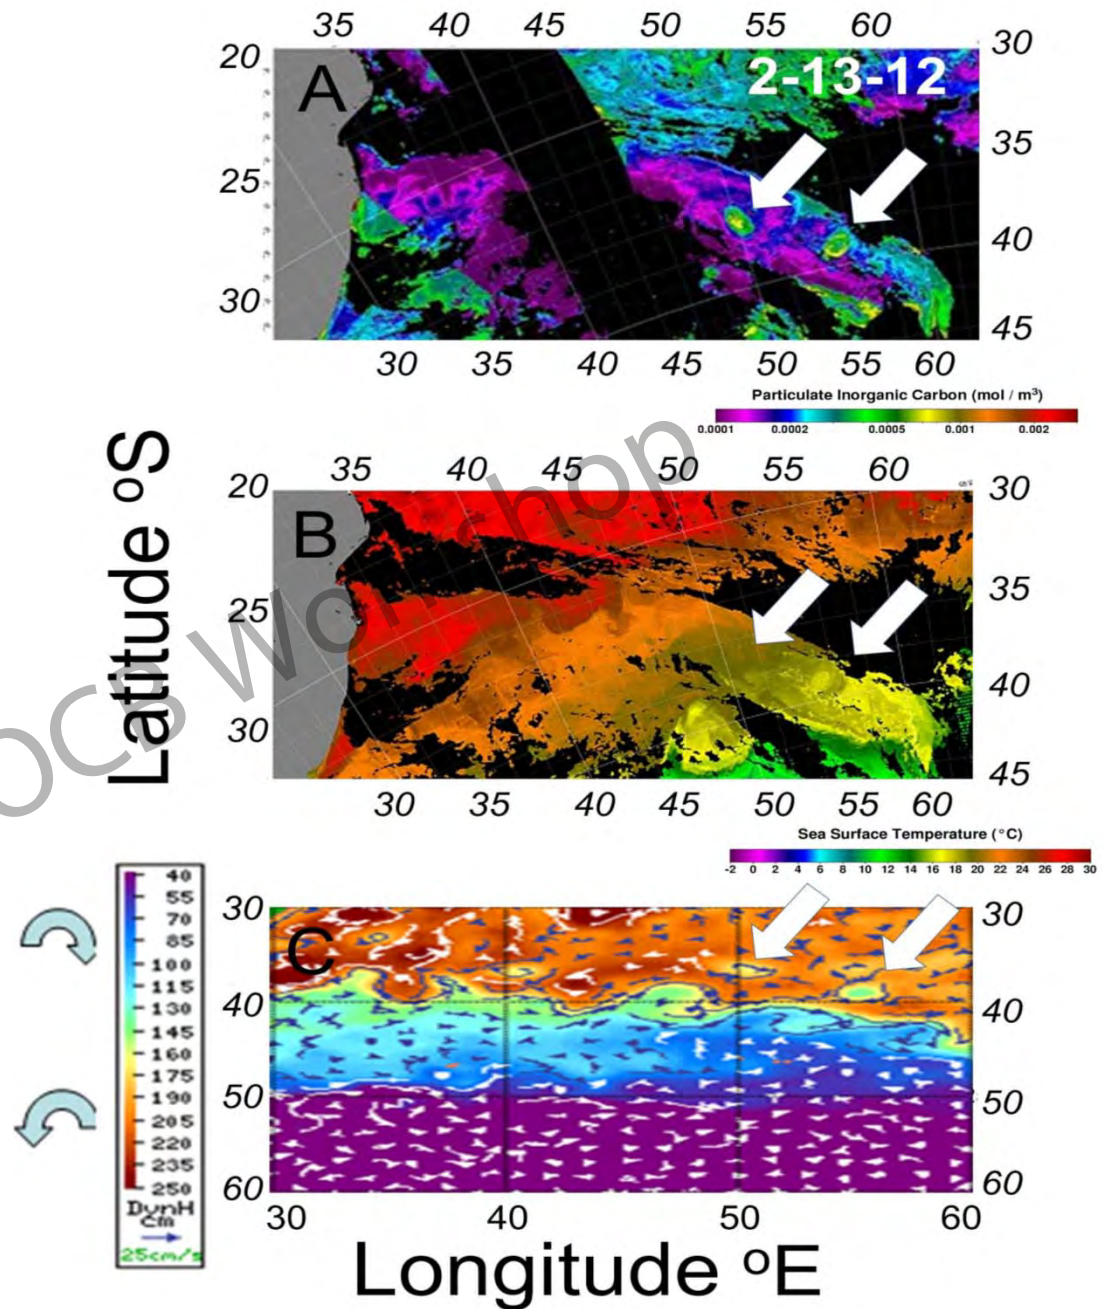 35 40 45 50 55 60
20 30
A
2-13-12
25 35
40
30 45
30 35 40 45 50 55 60
Particulate Inorganic Carbon (mol / m³)
0.0001 0.0002 0.0005 0.001 0.002
35 40 45 50 55 60
20 30
B
25 35
40
30 45
30 35 40 45 50 55 60
Sea Surface Temperature (°C)
-2 0 2 4 6 8 10 12 14 16 18 20 22 24 26 28 30
Latitude ºS
OCB Workshop
40
55
70
85
100
115
130
145
160
175
190
205
220
235
250
DynH
cm
25cm/s
30 30
C
40 40
50 50
60 60
30 40 50 60
Longitude ºE